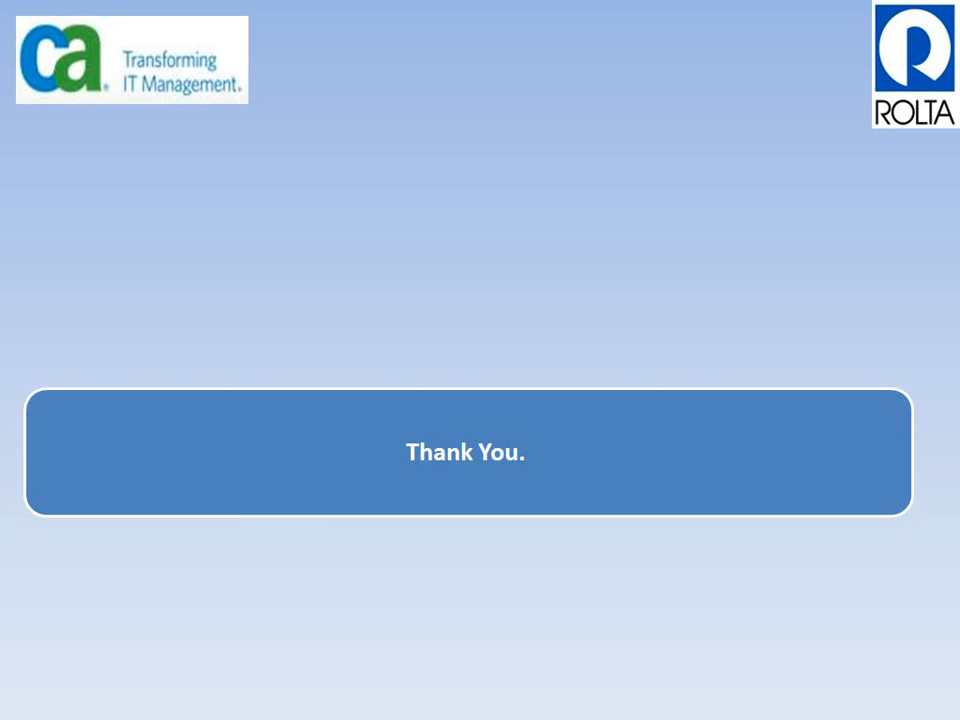 ca
Transforming
IT Management.
ROLTA
Thank You.